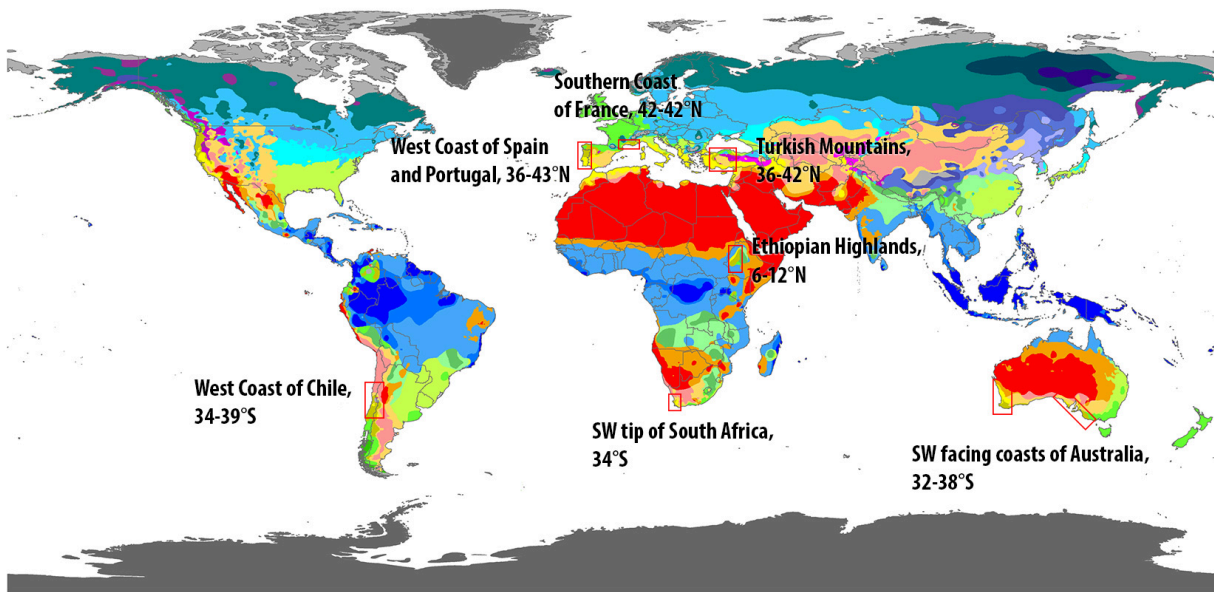 Southern Coast
of France, 42-42°N
West Coast of Spain
and Portugal, 36-43°N
Turkish Mountains,
36-42°N
Ethiopian Highlands,
6-12°N
West Coast of Chile,
34-39°S
SW tip of South Africa,
34°S
SW facing coasts of Australia,
32-38°S